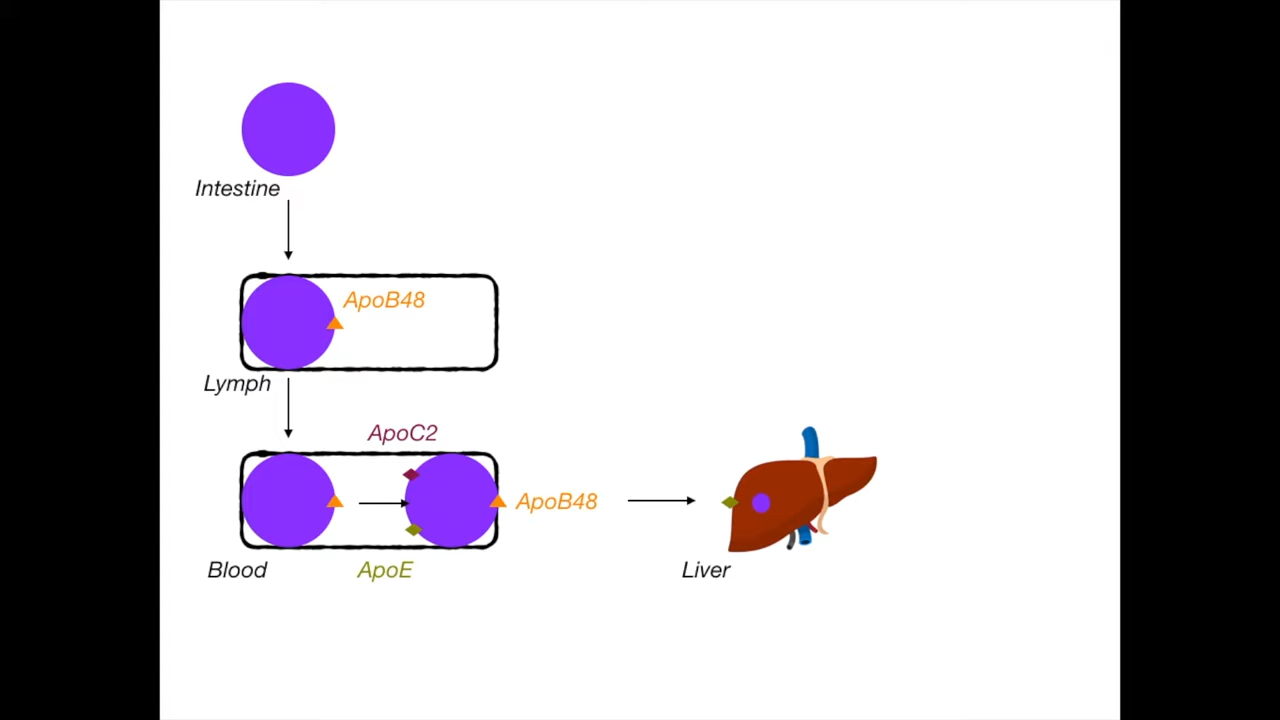 Intestine
ApoB48
Lymph
ApoC2
ApoB48
Blood
ApoE
Liver